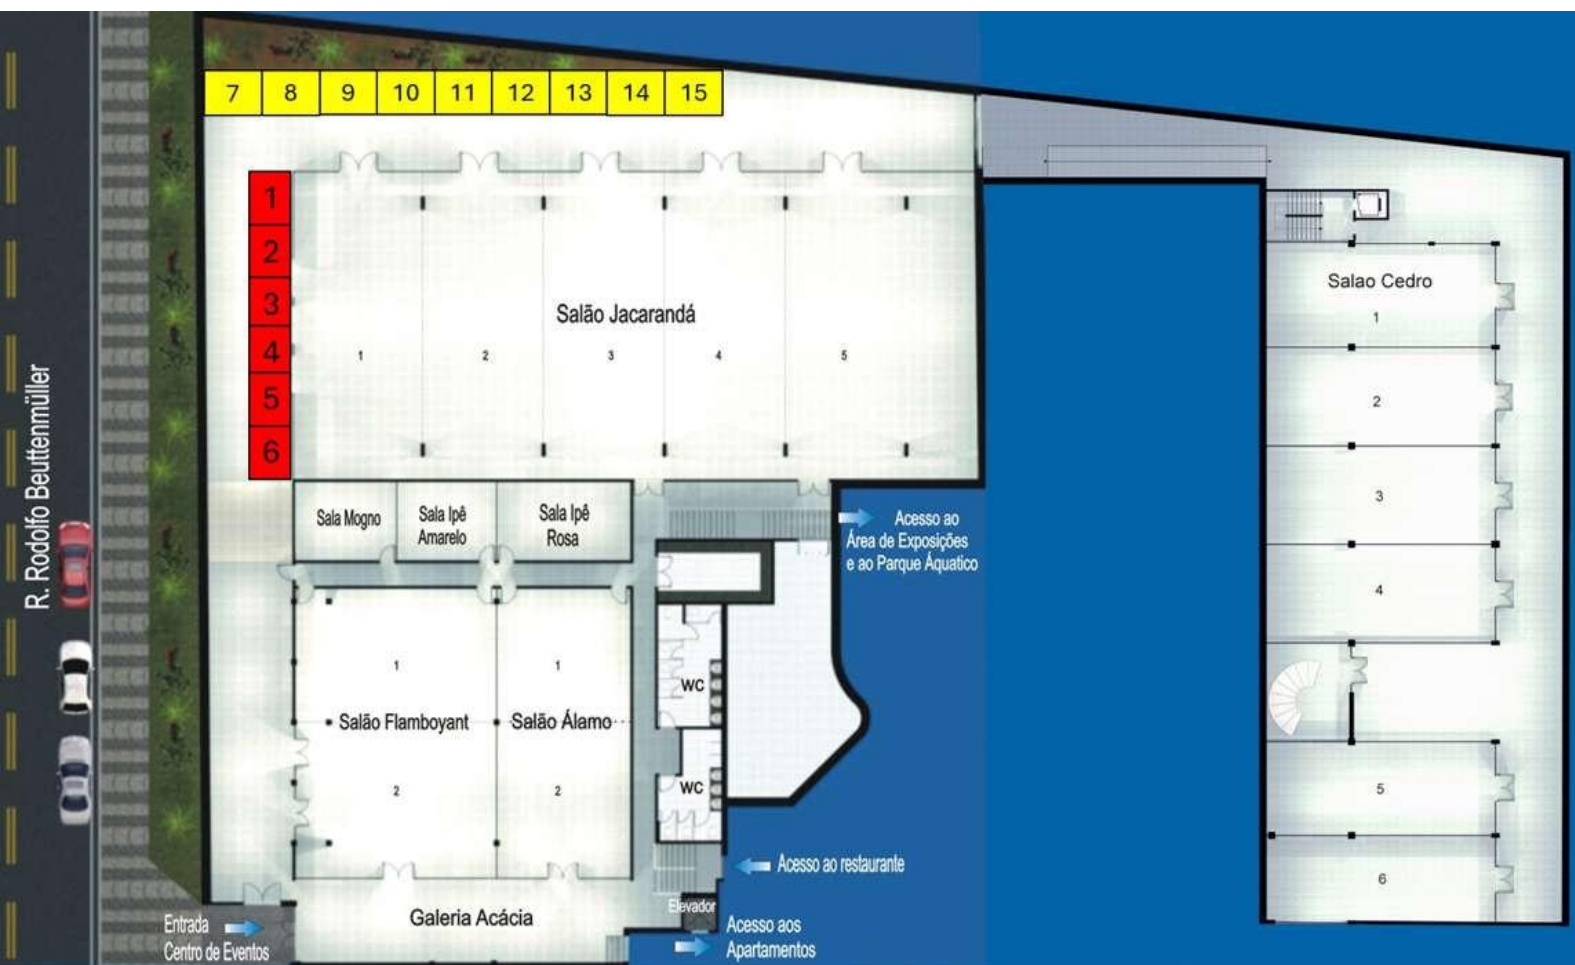 7 8 9 10 11 12 13 14 15
1
2
3
4
5
6
Salão Jacarandá
1 2 3 4 5
R. Rodolfo Beuttenmüller
Sala Mogno
Sala Ipê
Amarelo
Sala Ipê
Rosa
Acesso ao
Área de Exposições
e ao Parque Áquatico
1
Salão Flamboyant
2
1
Salão Álamo
2
WC
WC
Acesso ao restaurante
Elevador
Galeria Acácia
Entrada
Centro de Eventos
Acesso aos
Apartamentos
Salao Cedro
1
2
3
4
5
6